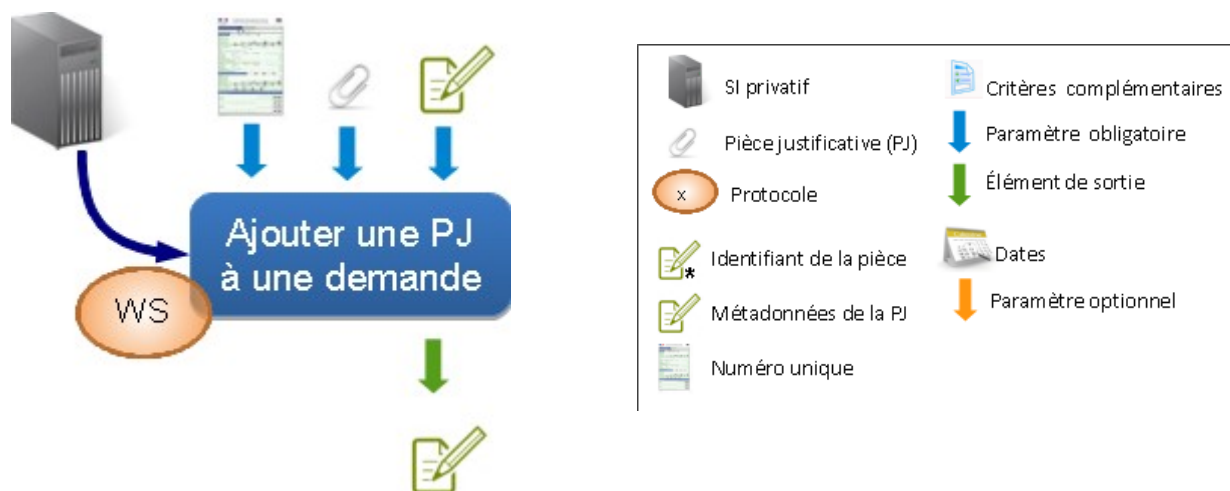 Ajouter une PJ
à une demande
WS
SI privatif
Pièce justificative (PJ)
x
Protocole
*
Identifiant de la pièce
Métadonnées de la PJ
Numéro unique
Critères complémentaires
Paramètre obligatoire
Élément de sortie
Dates
Paramètre optionnel